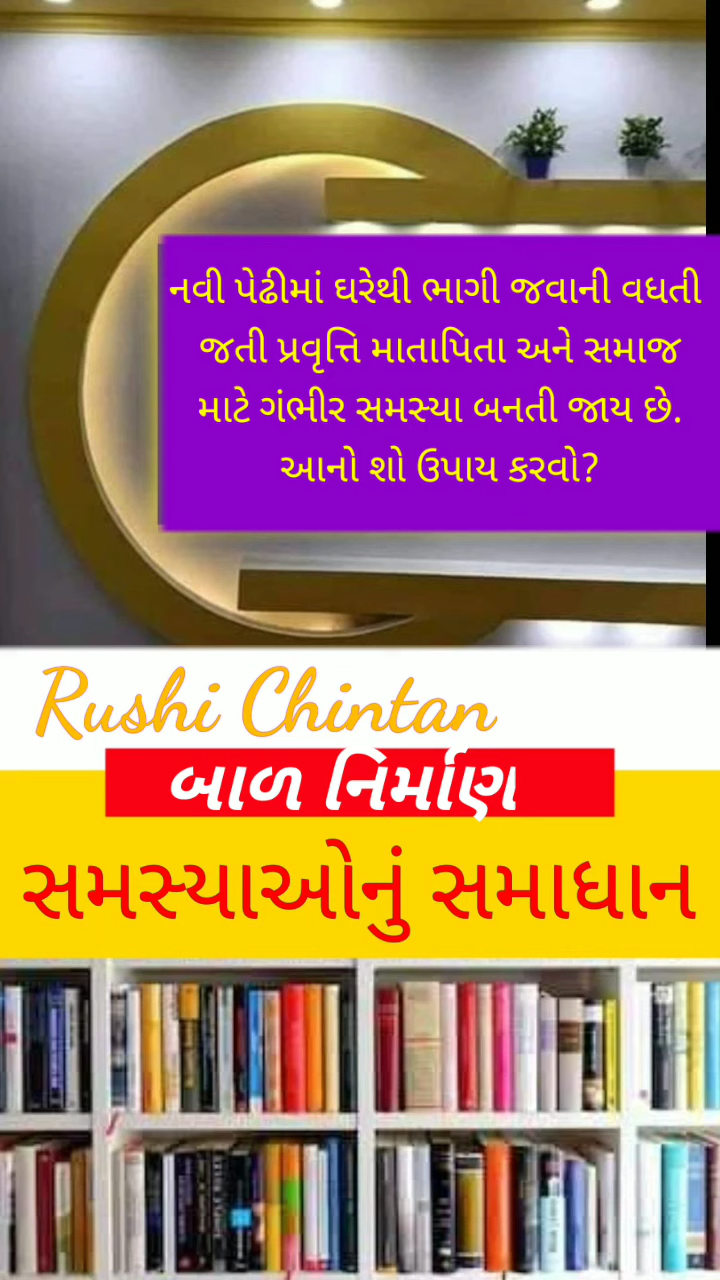 નવી પેઢીમાં ઘરેથી ભાગી જવાની વધતી
જતી પ્રવૃત્તિ માતાપિતા અને સમાજ
માટે ગંભીર સમસ્યા બનતી જાય છે.
આનો શો ઉપાય કરવો?
Rushi Chintan
બાળ નિર્માણ
સમસ્યાઓનું સમાધાન